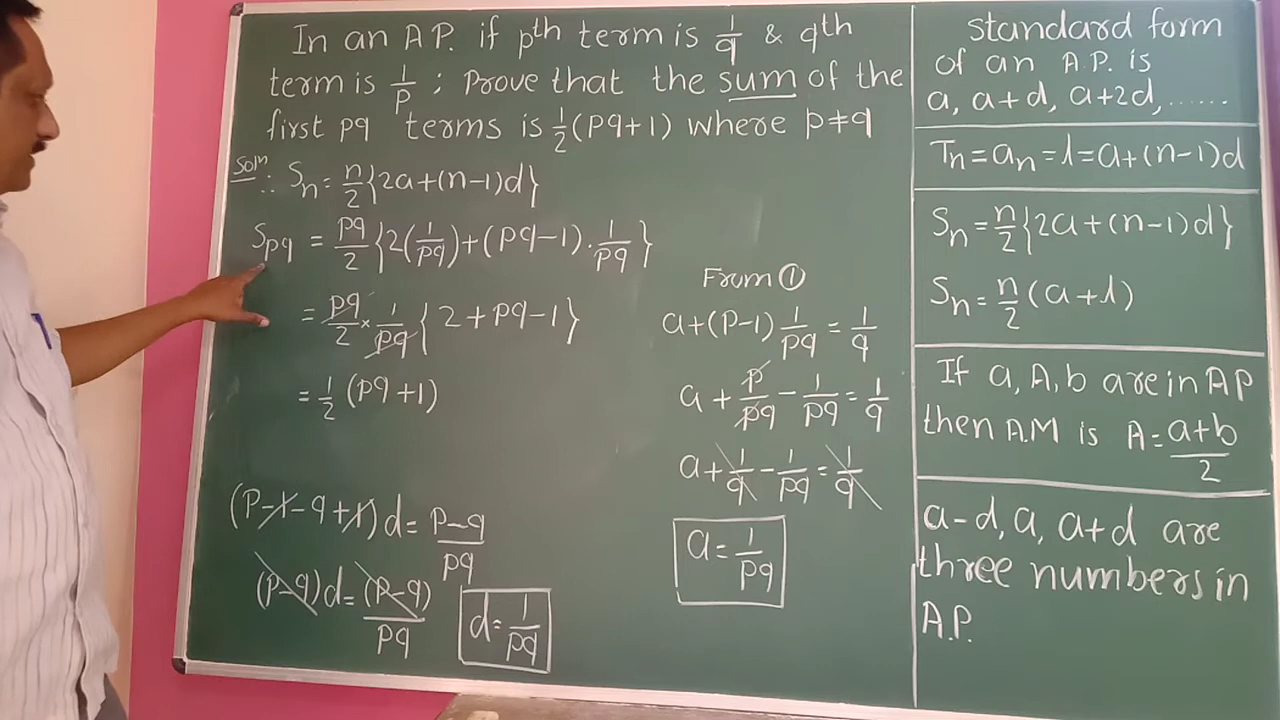 In an A.P. if pth term is 1/q & qth
term is 1/p ; Prove that the sum of the
first pq terms is 1/2 (pq+1) where p≠q
Soln ∴ Sn = n/2 {2a+(n-1)d}
Spq = pq/2 {2(1/pq)+(pq-1).1/pq}
= pq/2 × 1/pq {2+pq-1}
= 1/2 (pq+1)
(p-1-q+1)d = p-q/pq
(p-q)d = (p-q)/pq
d = 1/pq
From ①
a+(p-1) 1/pq = 1/q
a + p/pq - 1/pq = 1/q
a + 1/q - 1/pq = 1/q
a = 1/pq
standard form
of an A.P. is
a, a+d, a+2d,......
Tn = an = l = a+(n-1)d
Sn = n/2 {2a+(n-1)d}
Sn = n/2 (a+l)
If a, A, b are in AP
then A.M is A = a+b/2
a-d, a, a+d are
three numbers in
A.P.